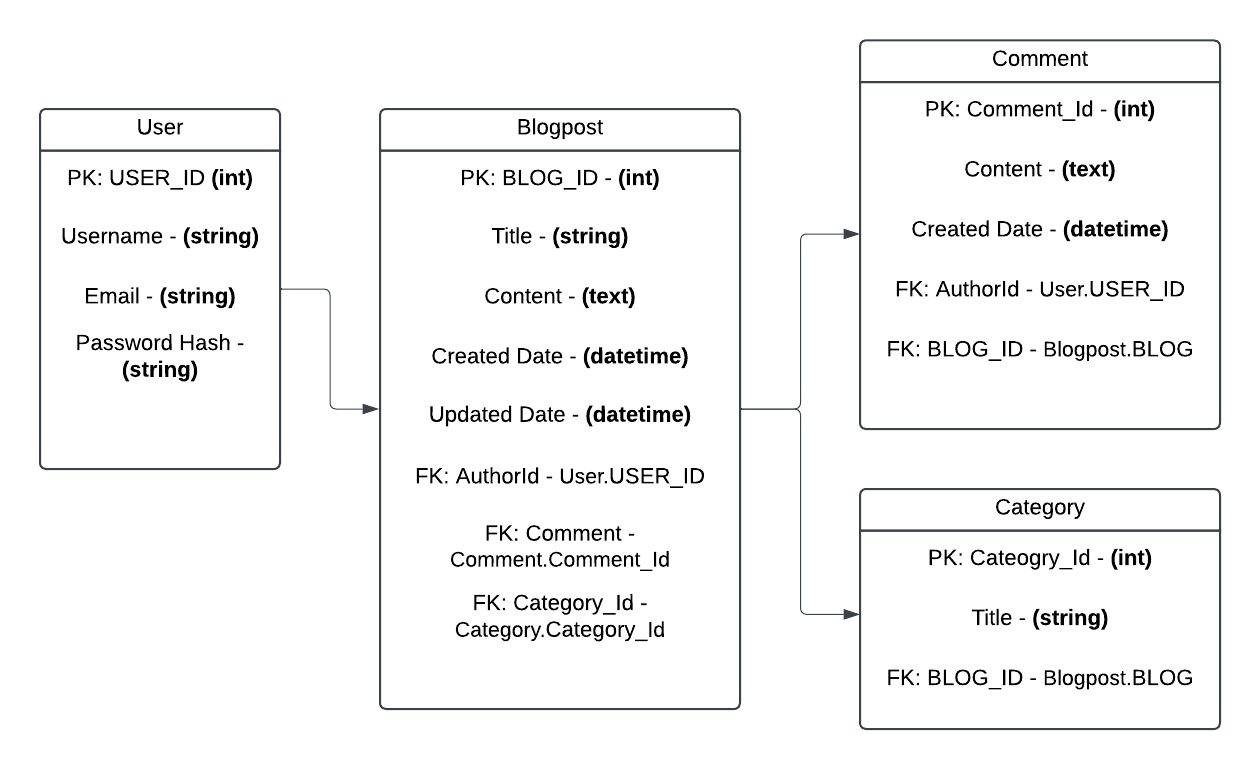 User
PK: USER_ID (int)
Username - (string)
Email - (string)
Password Hash -
(string)
Blogpost
PK: BLOG_ID - (int)
Title - (string)
Content - (text)
Created Date - (datetime)
Updated Date - (datetime)
FK: AuthorId - User.USER_ID
FK: Comment -
Comment.Comment_Id
FK: Category_Id -
Category.Category_Id
Comment
PK: Comment_Id - (int)
Content - (text)
Created Date - (datetime)
FK: AuthorId - User.USER_ID
FK: BLOG_ID - Blogpost.BLOG
Category
PK: Cateogry_Id - (int)
Title - (string)
FK: BLOG_ID - Blogpost.BLOG